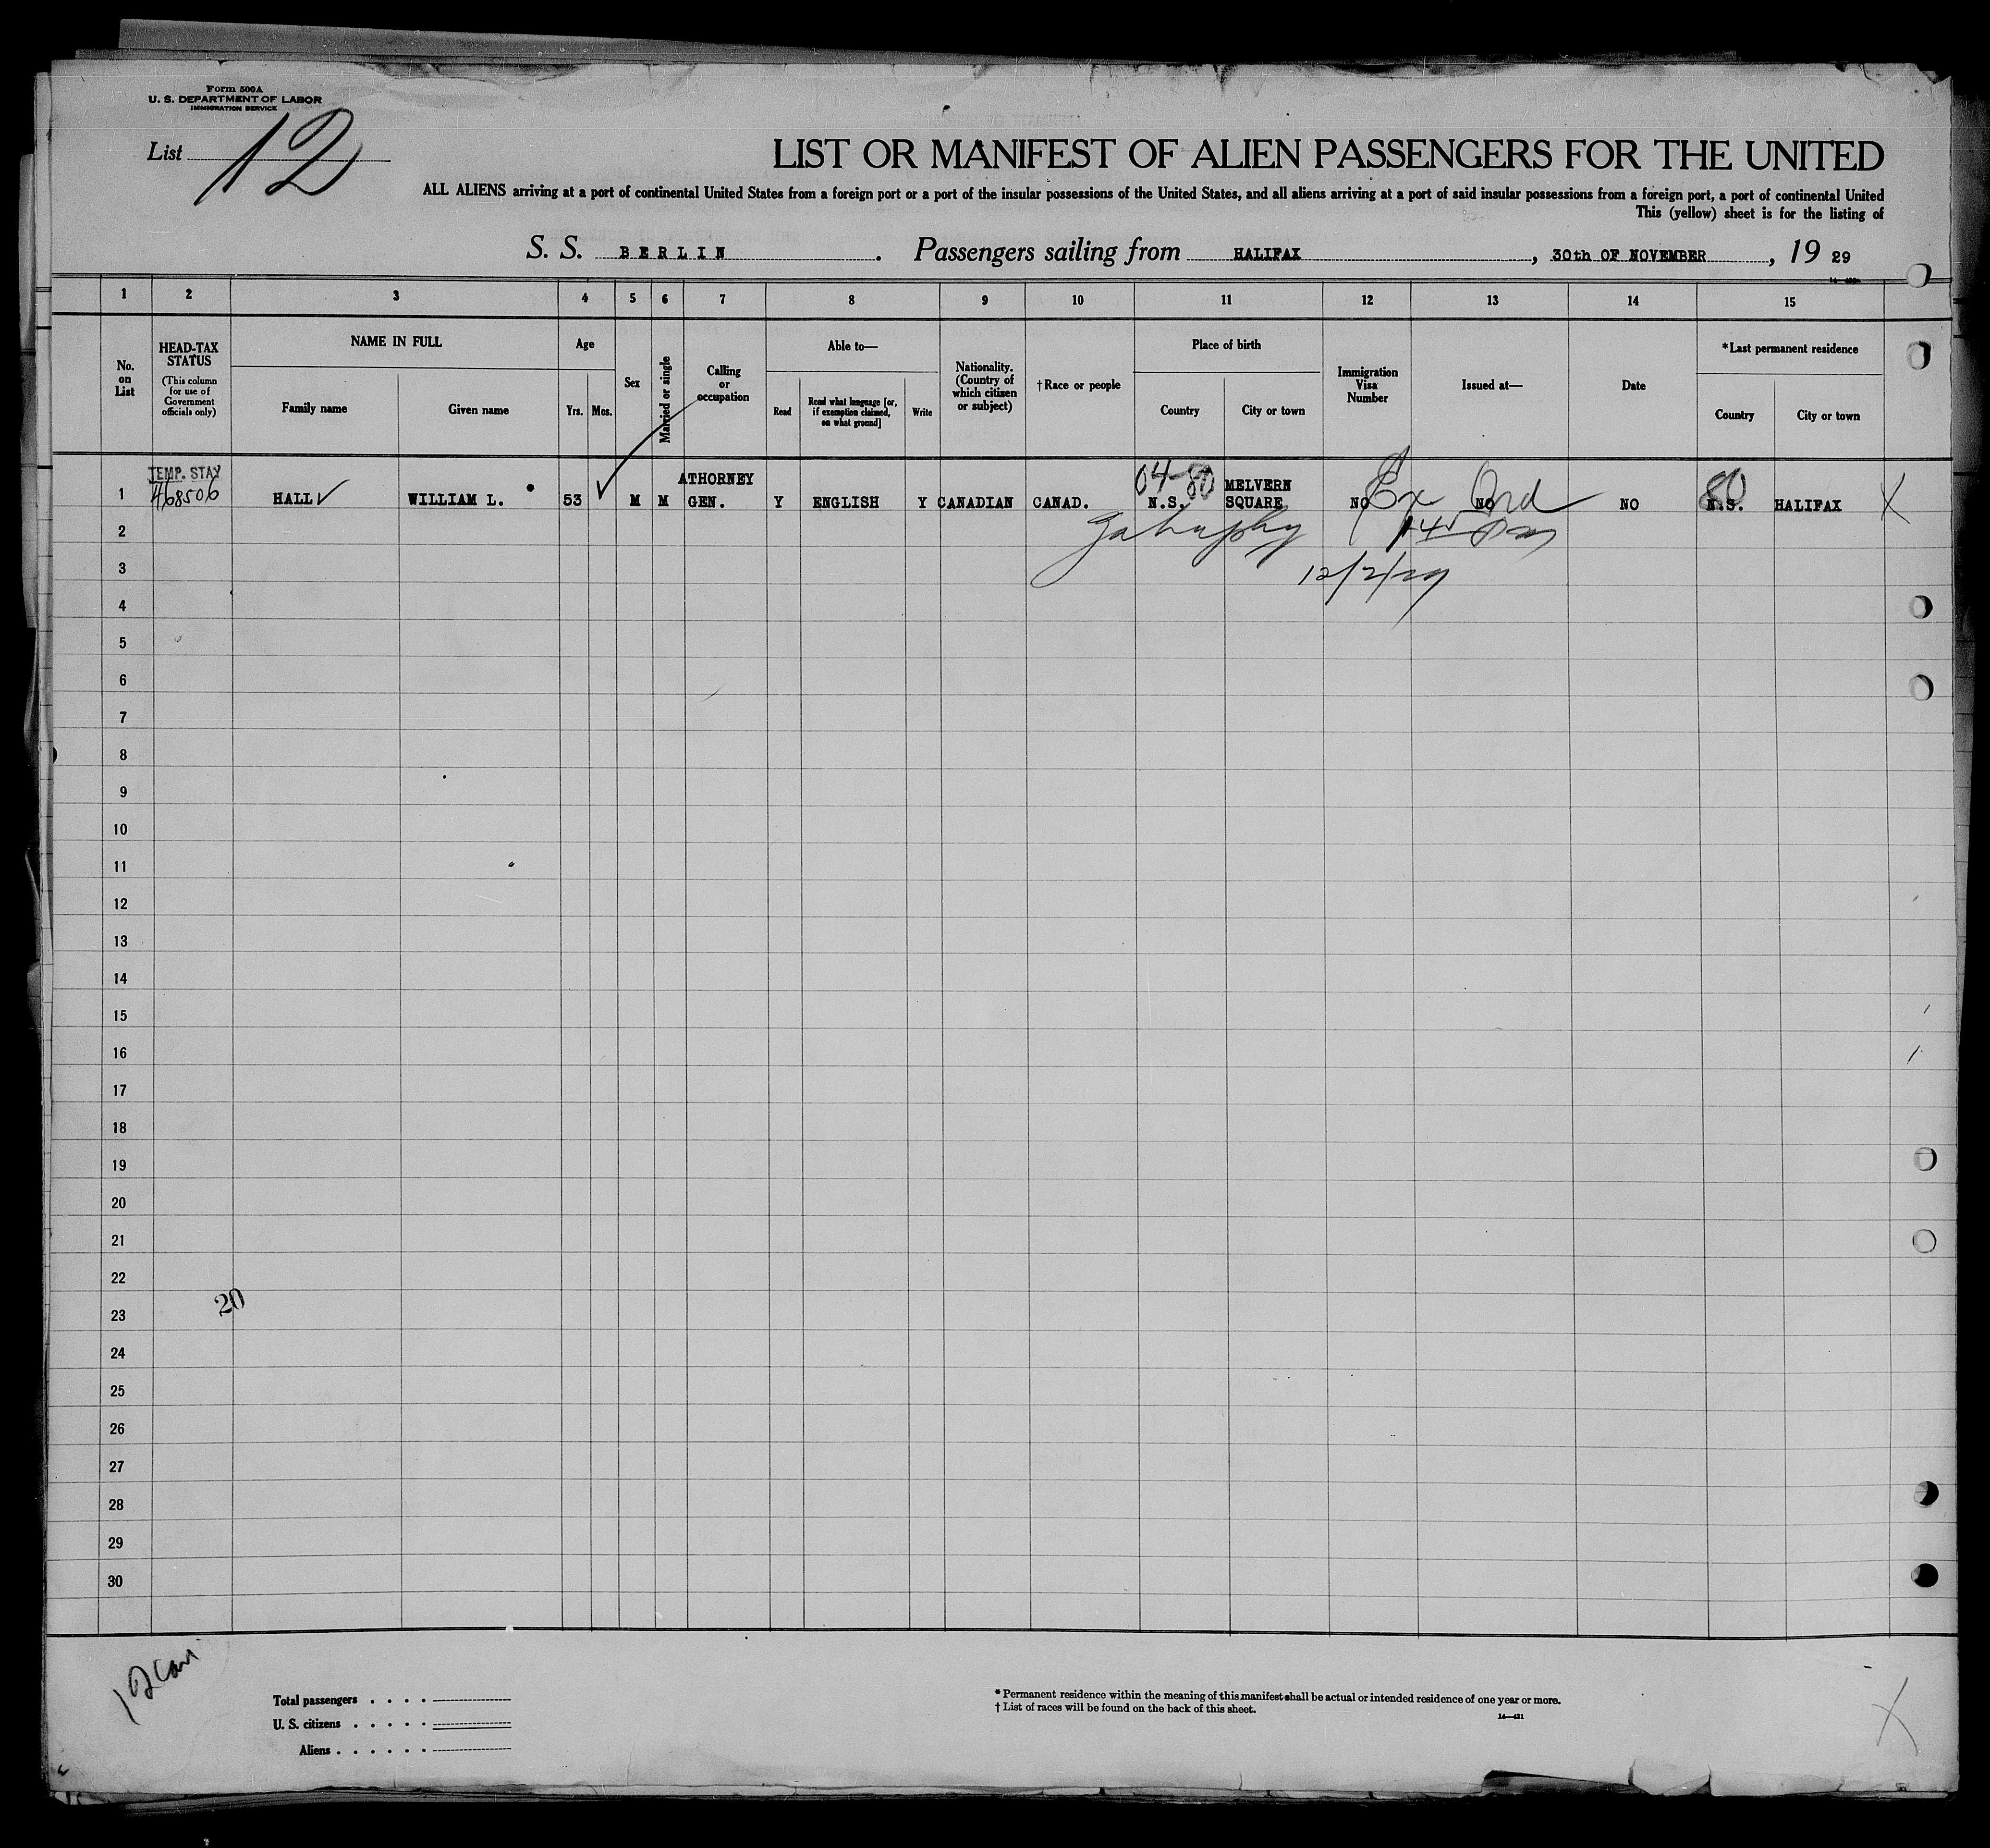 Form 500A
U. S. DEPARTMENT OF LABOR
IMMIGRATION SERVICE
List 12
LIST OR MANIFEST OF ALIEN PASSENGERS FOR THE UNITED
ALL ALIENS arriving at a port of continental United States from a foreign port or a port of the insular possessions of the United States, and all aliens arriving at a port of said insular possessions from a foreign port, a port of continental United
This (yellow) sheet is for the listing of
S. S. BERLIN. Passengers sailing from HALIFAX, 30th OF NOVEMBER, 19 29
1 2 3 4 5 6 7 8 9 10 11 12 13 14 15
No. on List
HEAD-TAX STATUS
(This column for use of Government officials only)
NAME IN FULL
Family name Given name
Age
Yrs. Mos.
Sex
Married or single
Calling or occupation
Able to—
Read
Read what language [or, if exemption claimed, on what ground]
Write
Nationality. (Country of which citizen or subject)
†Race or people
Place of birth
Country City or town
Immigration Visa Number
Issued at—
Date
*Last permanent residence
Country City or town
TEMP. STAY ATHORNEY 04-80 MELVERN Ex Ord 80
1 468506 HALL ✓ WILLIAM L. 53 ✓ M M GEN. Y ENGLISH Y CANADIAN CANAD. N.S. SQUARE NO NO NO N.S. HALIFAX X
2
3 12/2/29
4
5
6
7
8
9
10
11
12
13
14
15
16
17
18
19
20
21
22
20
23
24
25
26
27
28
29
30
Total passengers . . . .
U. S. citizens . . . . .
Aliens . . . . . .
* Permanent residence within the meaning of this manifest shall be actual or intended residence of one year or more.
† List of races will be found on the back of this sheet.
14—421
X